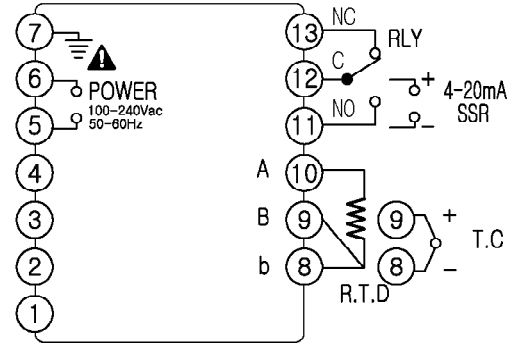 7
6
5
4
3
2
1
POWER
100-240Vac
50-60Hz
13 NC
RLY
12 C
11 NO
+
4-20mA
SSR
−
A 10
B 9
b 8
R.T.D
9 +
8 −
T.C